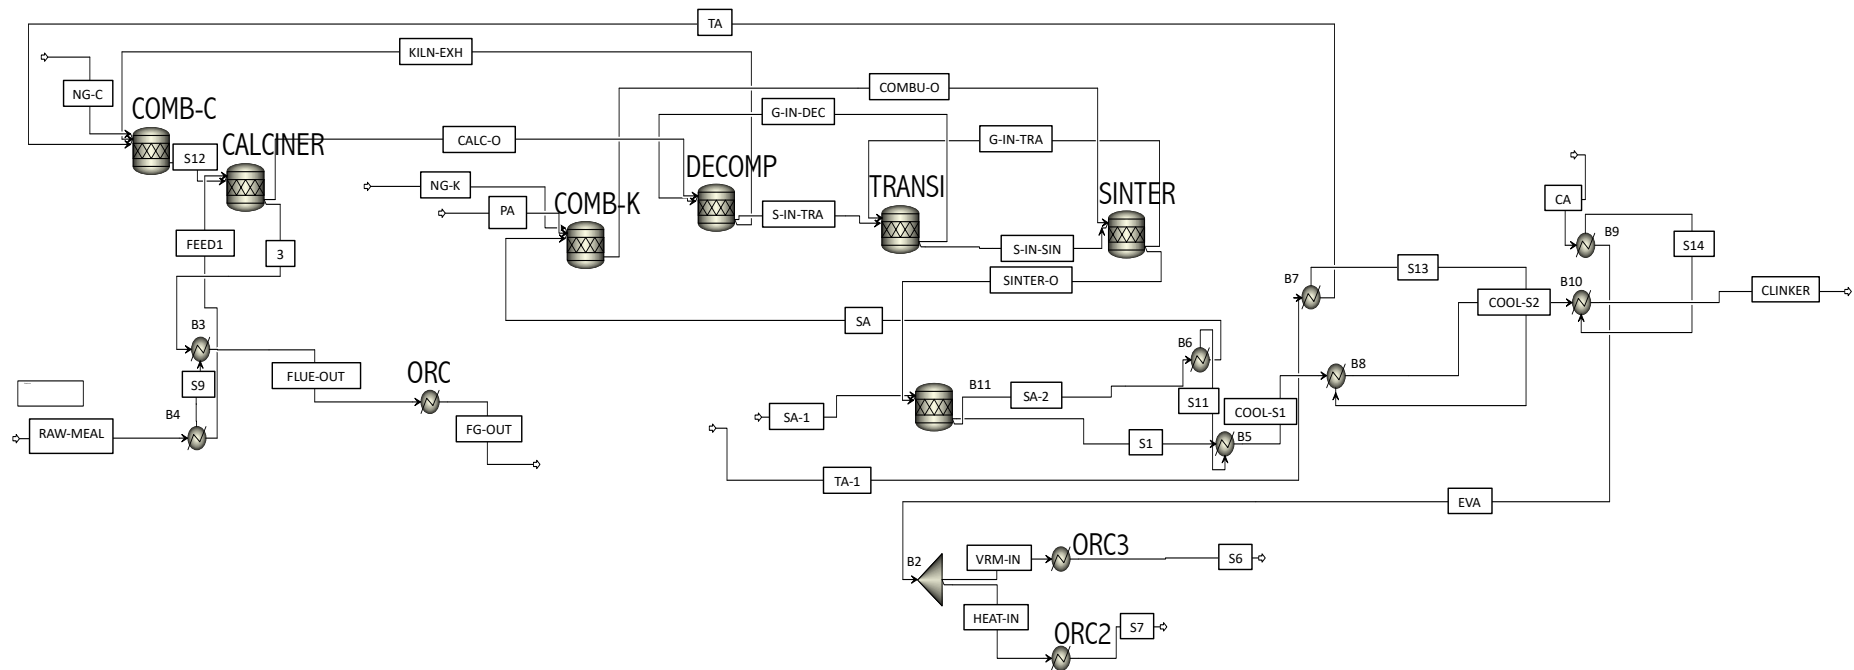 TA
KILN-EXH
NG-C
COMB-C
COMBU-O
G-IN-DEC
CALC-O
G-IN-TRA
CALCINER
S12
DECOMP
TRANSI
SINTER
NG-K
PA
COMB-K
S-IN-TRA
CA
B9
FEED1
3
S-IN-SIN
S14
SINTER-O
B7
S13
B10
COOL-S2
CLINKER
B3
SA
B6
FLUE-OUT
ORC
S9
B8
B11
SA-2
S11
COOL-S1
B4
RAW-MEAL
SA-1
FG-OUT
S1
B5
TA-1
EVA
B2
VRM-IN
ORC3
S6
HEAT-IN
ORC2
S7